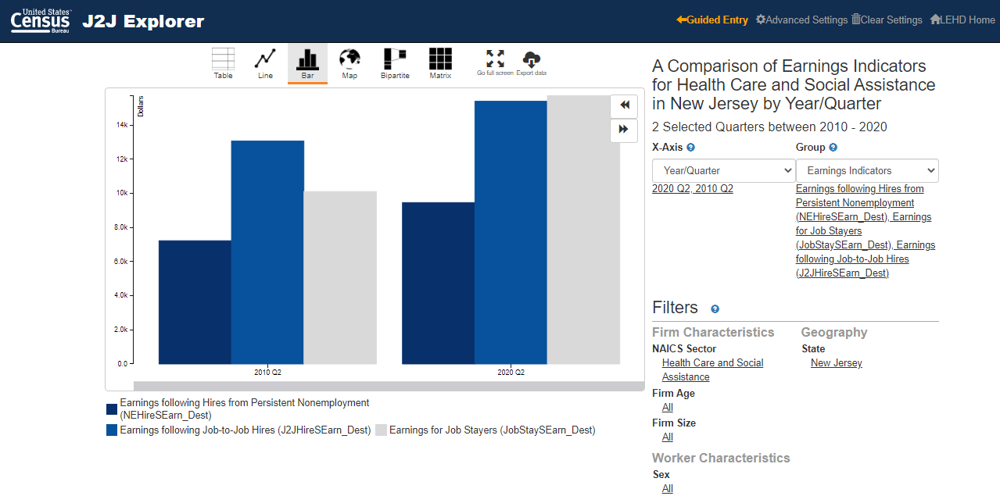 United States™
Census
Bureau
J2J Explorer
Guided Entry Advanced Settings Clear Settings LEHD Home
Table Line Bar Map Bipartite Matrix Go full screen Export data
Dollars
14k
12k
10k
8.0k
6.0k
4.0k
2.0k
0.0
2010 Q2 2020 Q2
Earnings following Hires from Persistent Nonemployment
(NEHireSEarn_Dest)
Earnings following Job-to-Job Hires (J2JHireSEarn_Dest) Earnings for Job Stayers (JobStaySEarn_Dest)
A Comparison of Earnings Indicators
for Health Care and Social Assistance
in New Jersey by Year/Quarter
2 Selected Quarters between 2010 - 2020
X-Axis Group
Year/Quarter Earnings Indicators
2020 Q2, 2010 Q2 Earnings following Hires from
Persistent Nonemployment
(NEHireSEarn_Dest), Earnings
for Job Stayers
(JobStaySEarn_Dest), Earnings
following Job-to-Job Hires
(J2JHireSEarn_Dest)
Filters
Firm Characteristics Geography
NAICS Sector State
Health Care and Social New Jersey
Assistance
Firm Age
All
Firm Size
All
Worker Characteristics
Sex
All